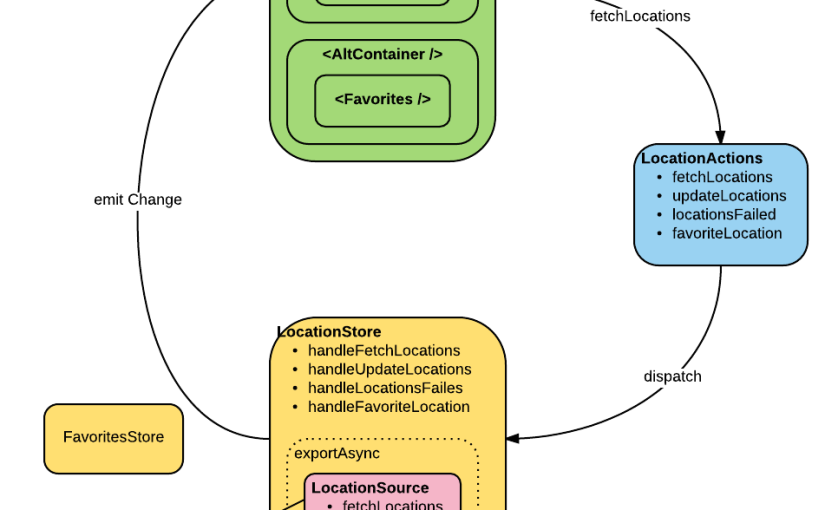 fetchLocations
<AltContainer />
<Favorites />
LocationActions
• fetchLocations
• updateLocations
• locationsFailed
• favoriteLocation
emit Change
LocationStore
• handleFetchLocations
• handleUpdateLocations
• handleLocationsFailes
• handleFavoriteLocation
dispatch
FavoritesStore
exportAsync
LocationSource
• fetchLocations